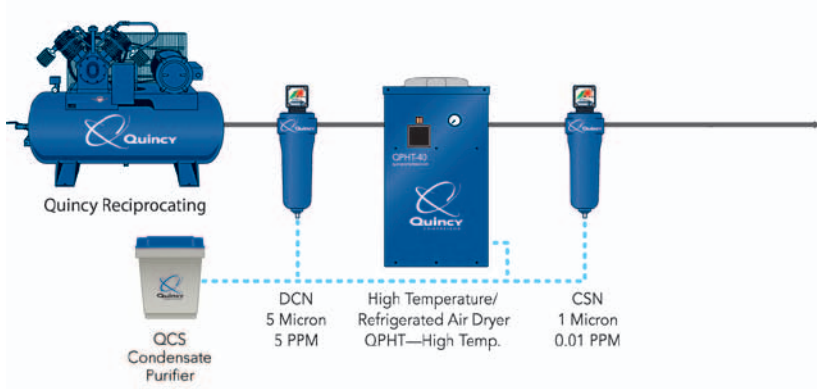 Quincy
Quincy Reciprocating
Quincy
QPHT-40
Quincy
COMPRESSOR
Quincy
Quincy
QCS
Condensate
Purifier
DCN
5 Micron
5 PPM
High Temperature/
Refrigerated Air Dryer
QPHT—High Temp.
CSN
1 Micron
0.01 PPM